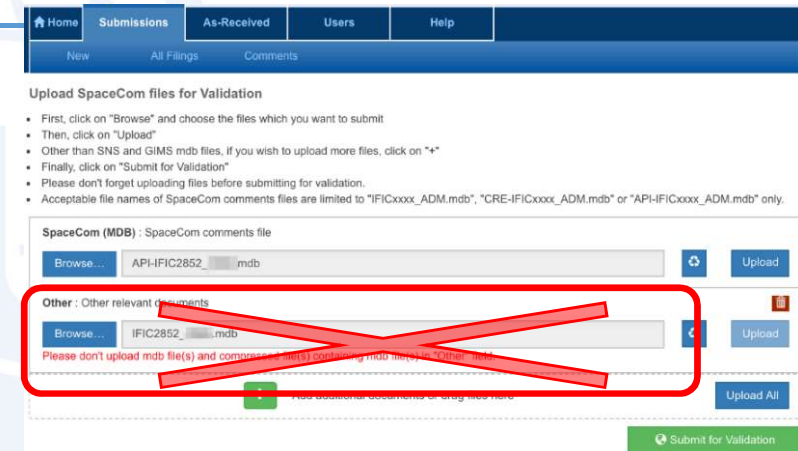 Home Submissions As-Received Users Help
New All Filings Comments
Upload SpaceCom files for Validation
• First, click on "Browse" and choose the files which you want to submit
• Then, click on "Upload"
• Other than SNS and GIMS mdb files, if you wish to upload more files, click on "+"
• Finally, click on "Submit for Validation"
• Please don't forget uploading files before submitting for validation.
• Acceptable file names of SpaceCom comments files are limited to "IFICxxxx_ADM.mdb", "CRE-IFICxxxx_ADM.mdb" or "API-IFICxxxx_ADM.mdb" only.
SpaceCom (MDB) : SpaceCom comments file
Browse... API-IFIC2852_ mdb Upload
Other : Other relevant documents
Browse... IFIC2852_ .mdb Upload
Please don't upload mdb file(s) and compressed file(s) containing mdb file(s) in "Other" field
Add additional documents or drag files here Upload All
Submit for Validation